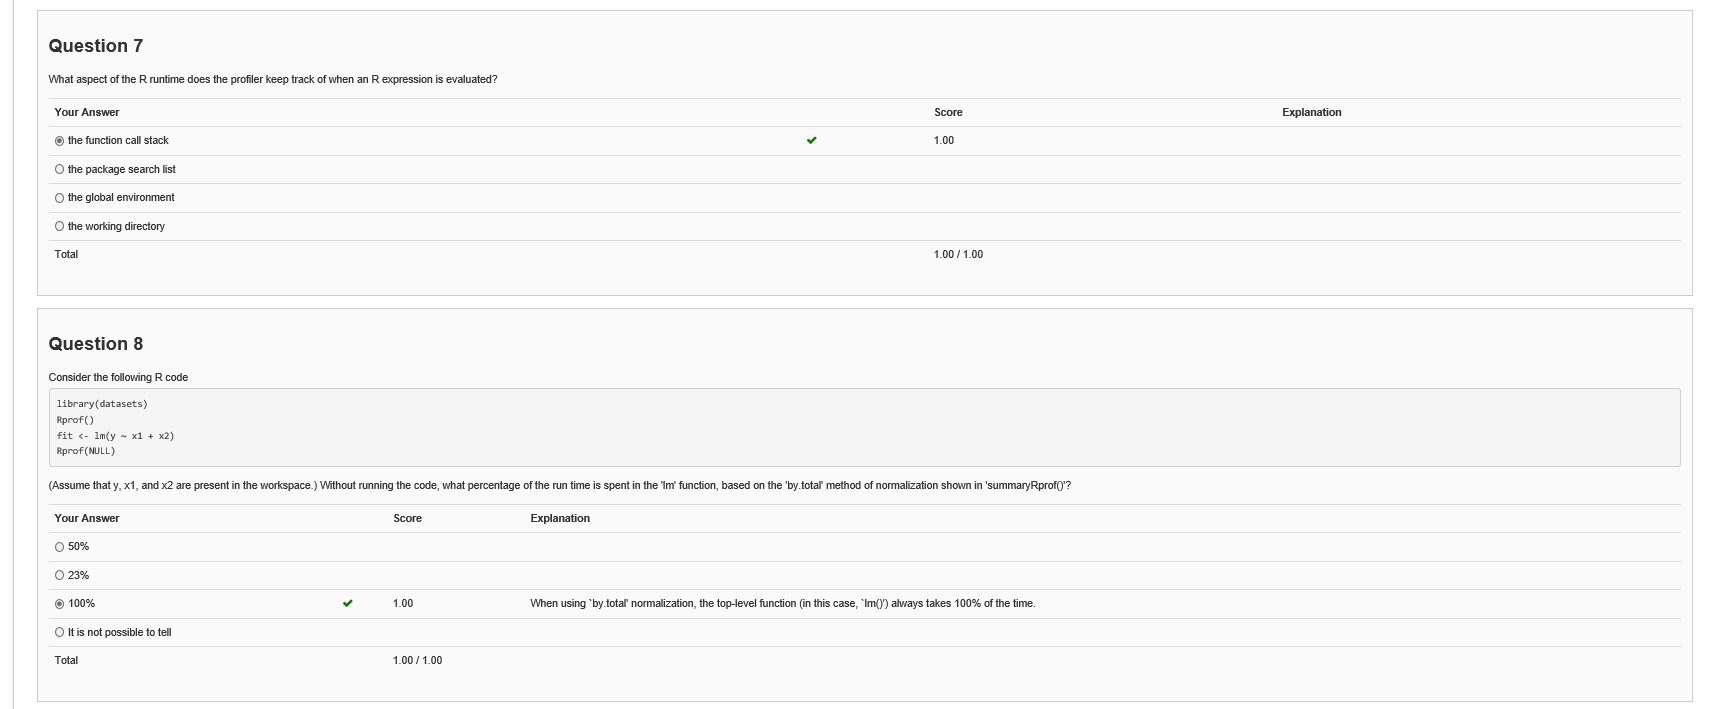 Question 7
What aspect of the R runtime does the profiler keep track of when an R expression is evaluated?
Your Answer Score Explanation
the function call stack 1.00
the package search list
the global environment
the working directory
Total 1.00 / 1.00
Question 8
Consider the following R code
library(datasets)
Rprof()
fit <- lm(y ~ x1 + x2)
Rprof(NULL)
(Assume that y, x1, and x2 are present in the workspace.) Without running the code, what percentage of the run time is spent in the 'lm' function, based on the 'by.total' method of normalization shown in 'summaryRprof()'?
Your Answer Score Explanation
50%
23%
100% 1.00 When using `by.total' normalization, the top-level function (in this case, `lm()') always takes 100% of the time.
It is not possible to tell
Total 1.00 / 1.00